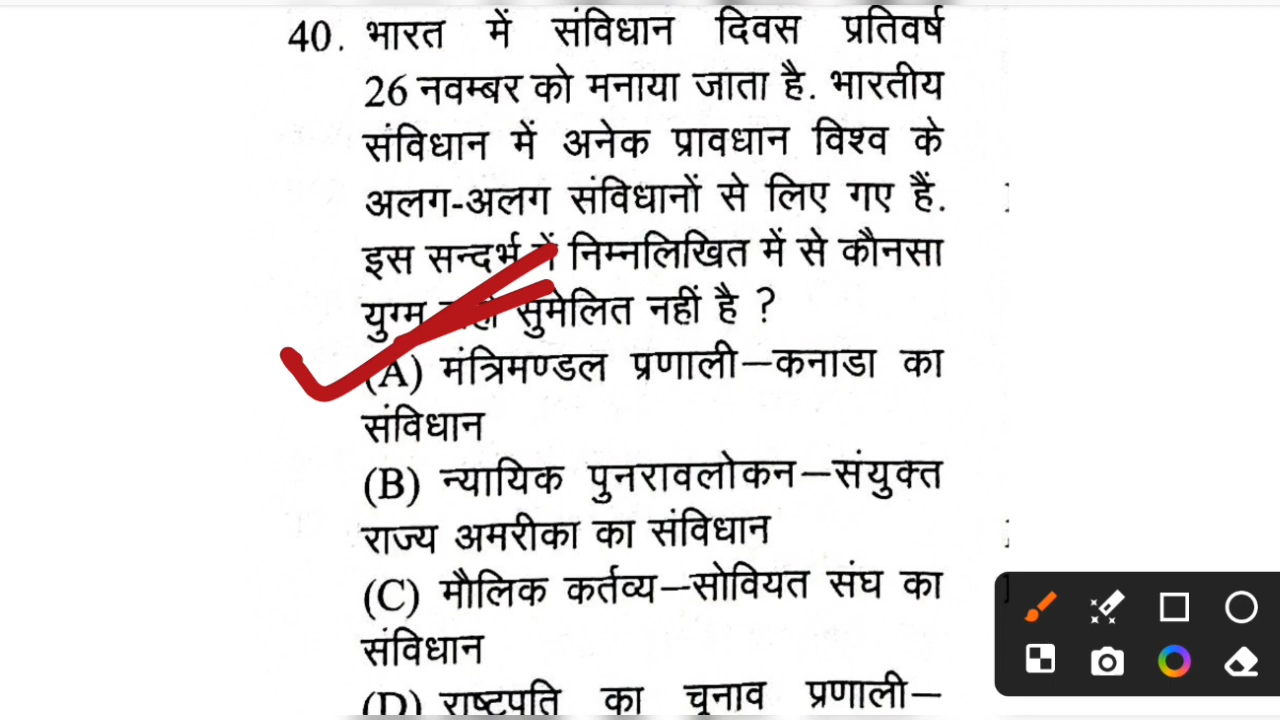 40. भारत में संविधान दिवस प्रतिवर्ष
26 नवम्बर को मनाया जाता है. भारतीय
संविधान में अनेक प्रावधान विश्व के
अलग-अलग संविधानों से लिए गए हैं.
इस सन्दर्भ में निम्नलिखित में से कौनसा
युग्म सुमेलित नहीं है ?
(A) मंत्रिमण्डल प्रणाली—कनाडा का
संविधान
(B) न्यायिक पुनरावलोकन—संयुक्त
राज्य अमरीका का संविधान
(C) मौलिक कर्तव्य—सोवियत संघ का
संविधान
(D) राष्ट्रपति का चुनाव प्रणाली—